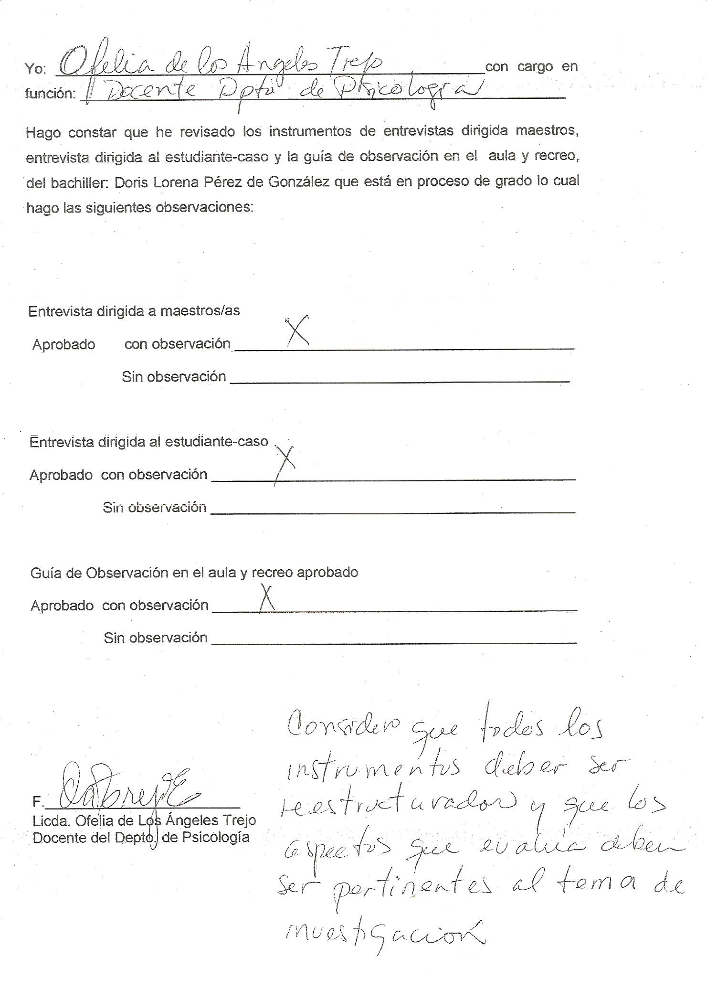 Yo: Ofelia de los Ángeles Trejo con cargo en
función: Docente Dpto de Psicología
Hago constar que he revisado los instrumentos de entrevistas dirigida maestros,
entrevista dirigida al estudiante-caso y la guía de observación en el aula y recreo,
del bachiller: Doris Lorena Pérez de González que está en proceso de grado lo cual
hago las siguientes observaciones:
Entrevista dirigida a maestros/as
Aprobado con observación X
Sin observación
Entrevista dirigida al estudiante-caso
Aprobado con observación X
Sin observación
Guía de Observación en el aula y recreo aprobado
Aprobado con observación X
Sin observación
Considero que todos los
instrumentos deber ser
reestructurados y que los
aspectos que evalúa deben
ser pertinentes al tema de
investigación
F.
Licda. Ofelia de Los Ángeles Trejo
Docente del Depto. de Psicología